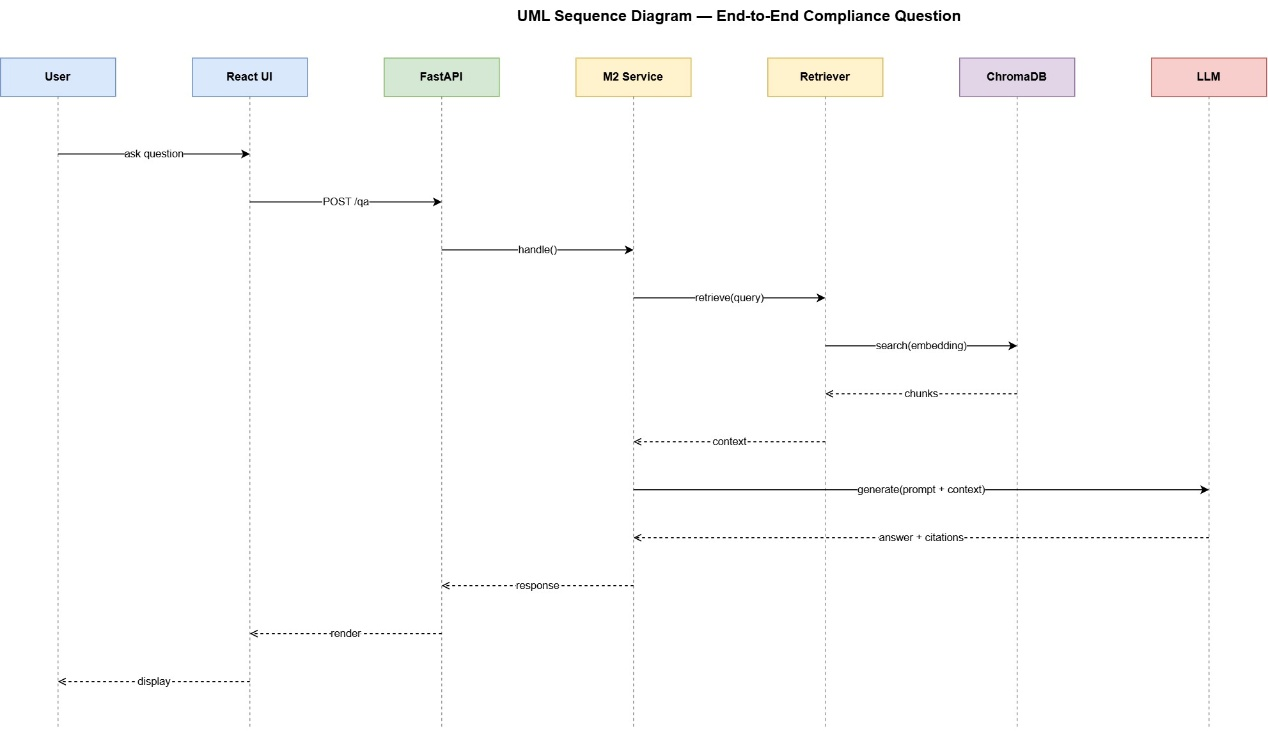 UML Sequence Diagram — End-to-End Compliance Question
User
React UI
FastAPI
M2 Service
Retriever
ChromaDB
LLM
ask question
POST /qa
handle()
retrieve(query)
search(embedding)
chunks
context
generate(prompt + context)
answer + citations
response
render
display